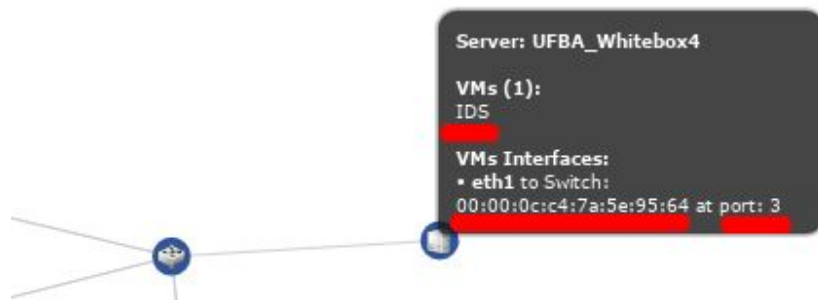 Server: UFBA_Whitebox4
VMs (1):
IDS
VMs Interfaces:
• eth1 to Switch:
00:00:0c:c4:7a:5e:95:64 at port: 3